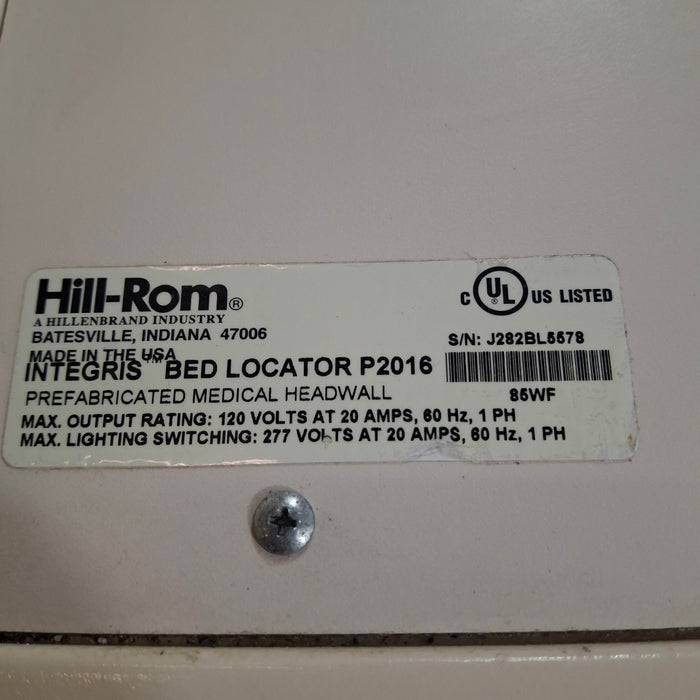 Hill-Rom®
A HILLENBRAND INDUSTRY
BATESVILLE, INDIANA 47006
MADE IN THE USA
INTEGRIS™ BED LOCATOR P2016
PREFABRICATED MEDICAL HEADWALL
MAX. OUTPUT RATING: 120 VOLTS AT 20 AMPS, 60 Hz, 1 PH
MAX. LIGHTING SWITCHING: 277 VOLTS AT 20 AMPS, 60 Hz, 1 PH
C UL US LISTED
S/N: J282BL5578
85WF